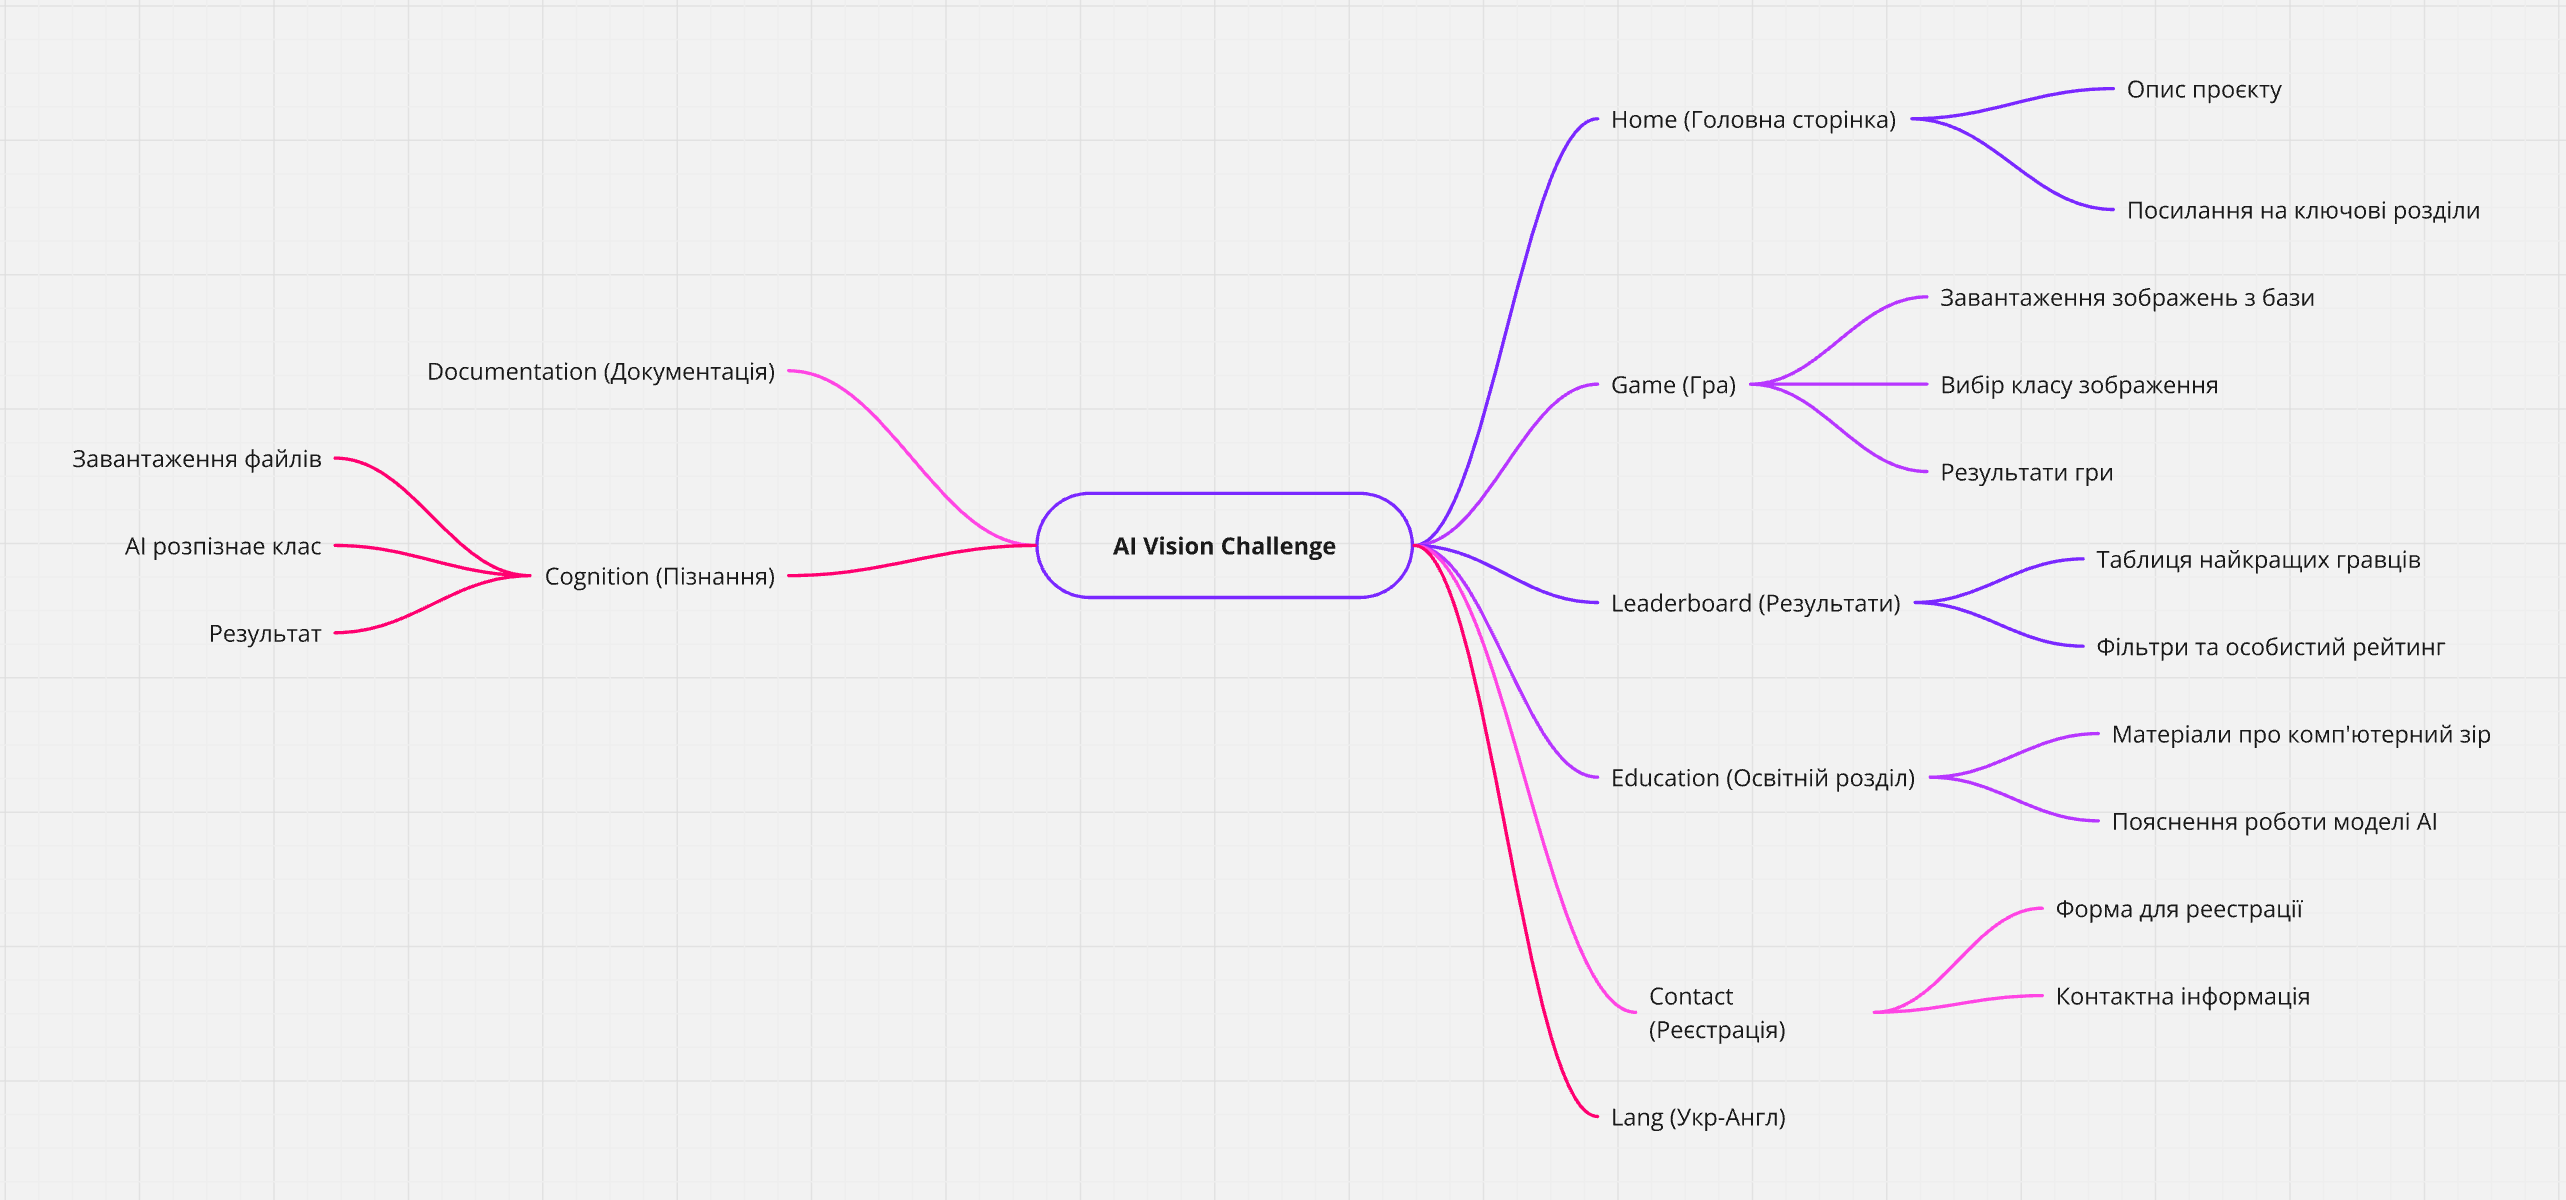 AI Vision Challenge
Home (Головна сторінка)
Опис проєкту
Посилання на ключові розділи
Game (Гра)
Завантаження зображень з бази
Вибір класу зображення
Результати гри
Leaderboard (Результати)
Таблиця найкращих гравців
Фільтри та особистий рейтинг
Education (Освітній розділ)
Матеріали про комп'ютерний зір
Пояснення роботи моделі AI
Contact
(Реєстрація)
Форма для реестрації
Контактна інформація
Lang (Укр-Англ)
Documentation (Документація)
Cognition (Пізнання)
Завантаження файлів
AI розпізнае клас
Результат